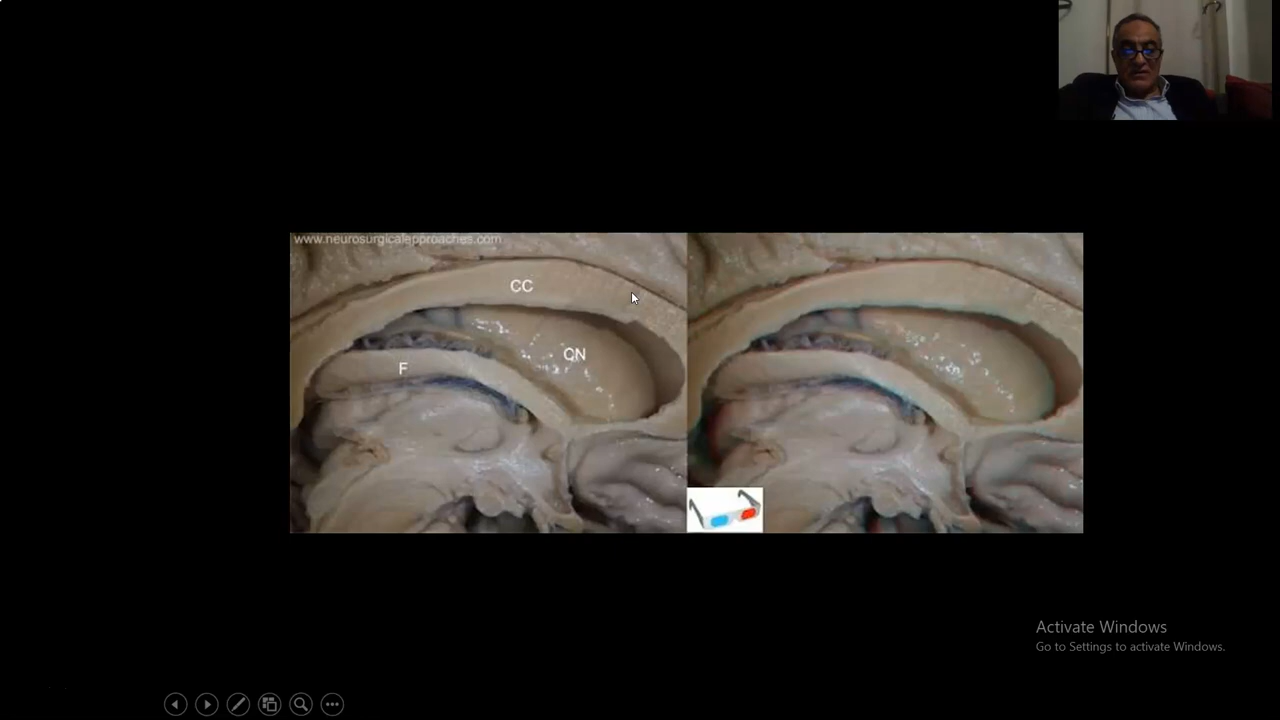 www.neurosurgicalapproaches.com
CC
CN
F
Activate Windows
Go to Settings to activate Windows.